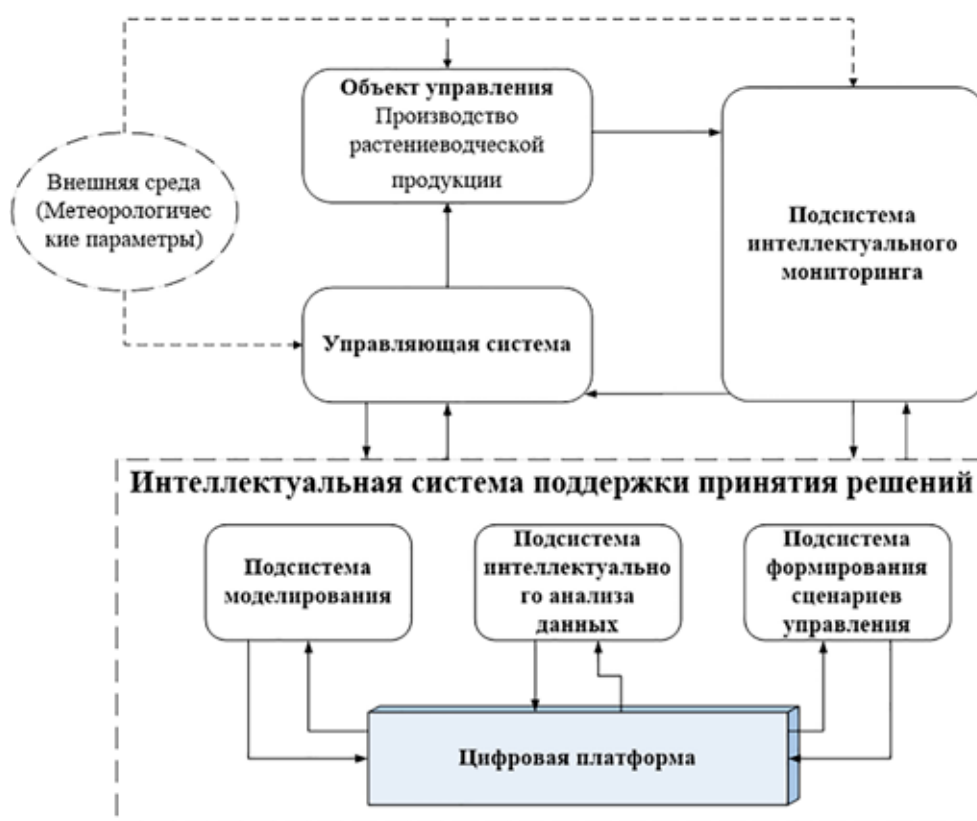 Объект управления
Производство
растениеводческой
продукции
Внешняя среда
(Метеорологичес
кие параметры)
Подсистема
интеллектуального
мониторинга
Управляющая система
Интеллектуальная система поддержки принятия решений
Подсистема
моделирования
Подсистема
интеллектуально
го анализа
данных
Подсистема
формирования
сценариев
управления
Цифровая платформа